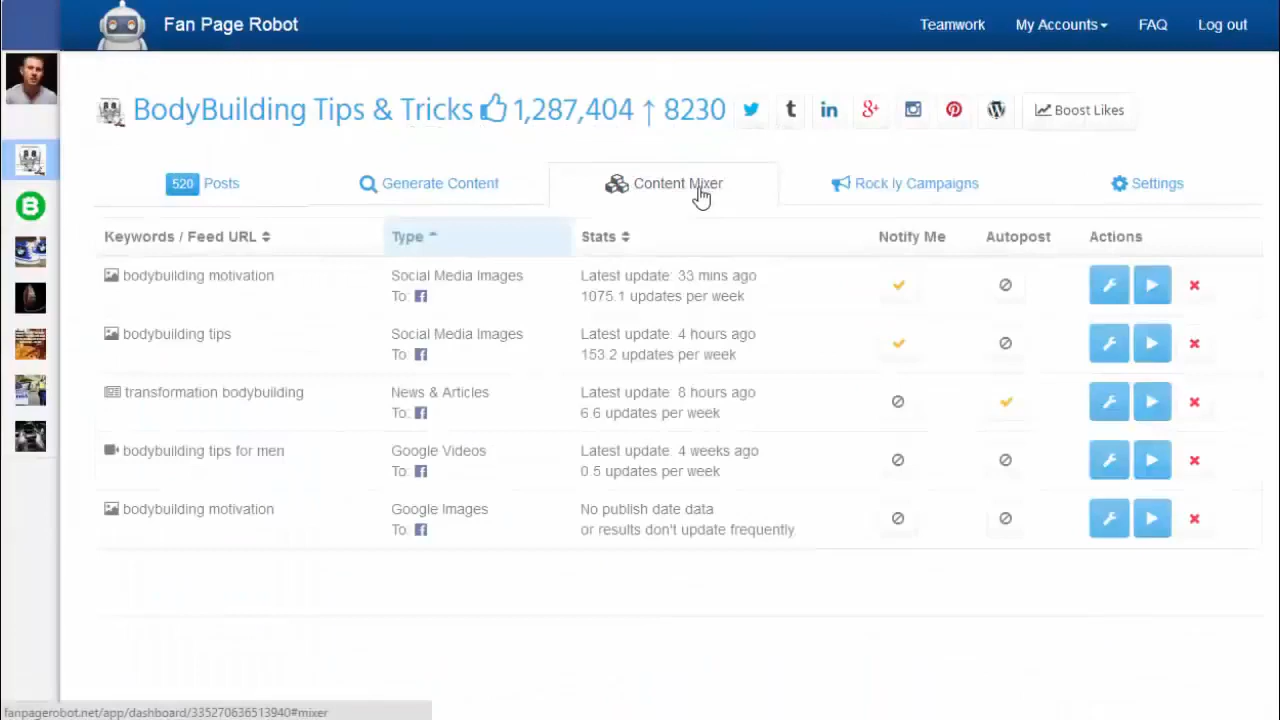 Fan Page Robot
Teamwork My Accounts FAQ Log out
BodyBuilding Tips & Tricks 1,287,404 ↑ 8230 Boost Likes
520 Posts Generate Content Content Mixer Rock.ly Campaigns Settings
Keywords / Feed URL Type Stats Notify Me Autopost Actions
bodybuilding motivation Social Media Images Latest update: 33 mins ago
To: 1075.1 updates per week
bodybuilding tips Social Media Images Latest update: 4 hours ago
To: 153.2 updates per week
transformation bodybuilding News & Articles Latest update: 8 hours ago
To: 6.6 updates per week
bodybuilding tips for men Google Videos Latest update: 4 weeks ago
To: 0.5 updates per week
bodybuilding motivation Google Images No publish date data
To: or results don't update frequently
fanpagerobot.net/app/dashboard/335270636513940#mixer